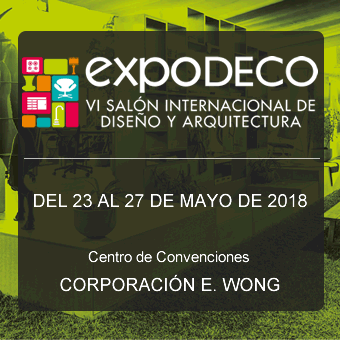 expoDECO
VI SALÓN INTERNACIONAL DE
DISEÑO Y ARQUITECTURA
DEL 23 AL 27 DE MAYO DE 2018
Centro de Convenciones
CORPORACIÓN E. WONG